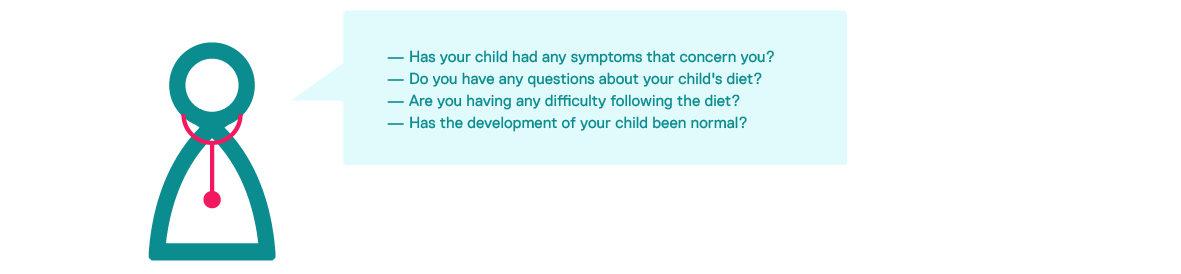 — Has your child had any symptoms that concern you?
— Do you have any questions about your child's diet?
— Are you having any difficulty following the diet?
— Has the development of your child been normal?